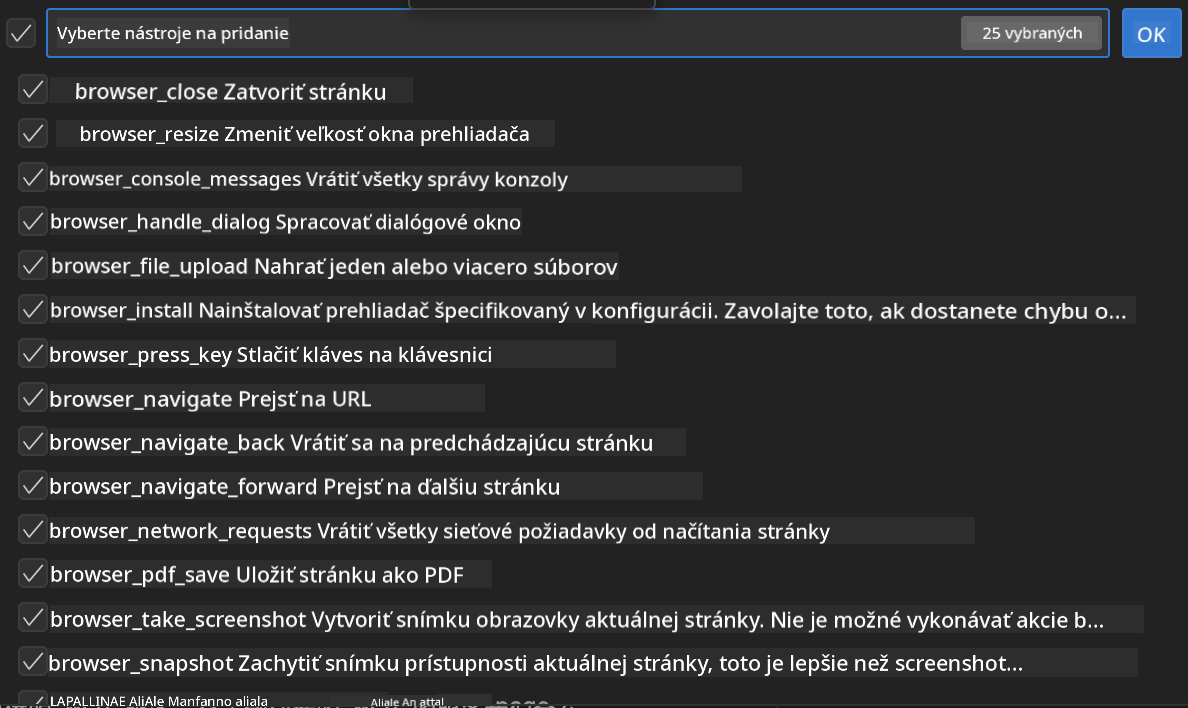 Vyberte nástroje na pridanie
25 vybraných
OK
browser_close Zatvoriť stránku
browser_resize Zmeniť veľkosť okna prehliadača
browser_console_messages Vrátiť všetky správy konzoly
browser_handle_dialog Spracovať dialógové okno
browser_file_upload Nahrať jeden alebo viacero súborov
browser_install Nainštalovať prehliadač špecifikovaný v konfigurácii. Zavolajte toto, ak dostanete chybu o...
browser_press_key Stlačiť kláves na klávesnici
browser_navigate Prejsť na URL
browser_navigate_back Vrátiť sa na predchádzajúcu stránku
browser_navigate_forward Prejsť na ďalšiu stránku
browser_network_requests Vrátiť všetky sieťové požiadavky od načítania stránky
browser_pdf_save Uložiť stránku ako PDF
browser_take_screenshot Vytvoriť snímku obrazovky aktuálnej stránky. Nie je možné vykonávať akcie b...
browser_snapshot Zachytiť snímku prístupnosti aktuálnej stránky, toto je lepšie než screenshot...
LAPALLINAE AliAle Manfanno aliala